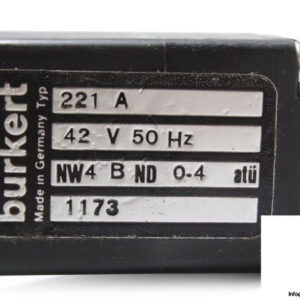 burkert
Made in Germany Typ
221 A
42 V 50 Hz
NW4 B ND 0-4 atü
1173